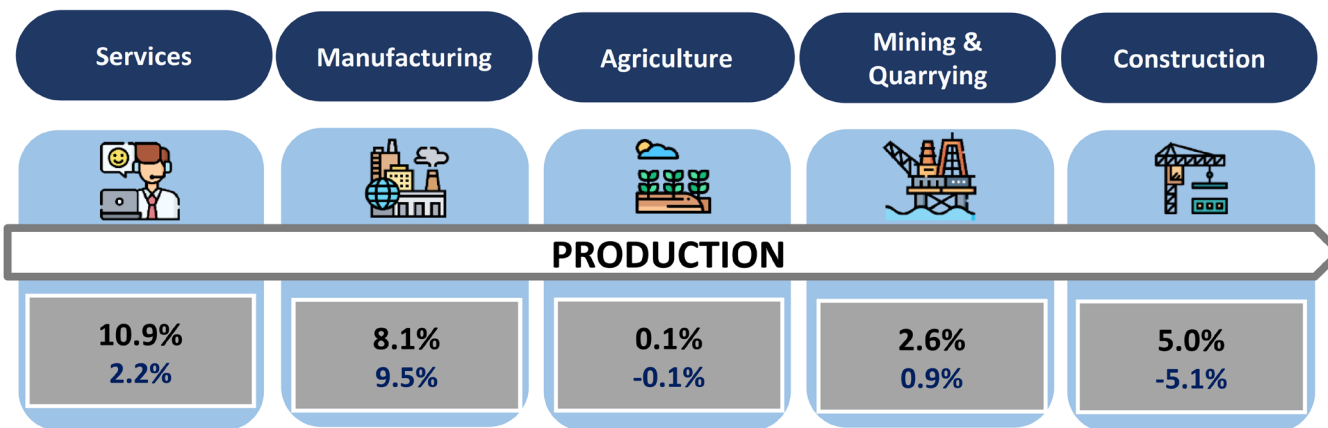 Services
Manufacturing
Agriculture
Mining &
Quarrying
Construction
PRODUCTION
10.9%
2.2%
8.1%
9.5%
0.1%
-0.1%
2.6%
0.9%
5.0%
-5.1%